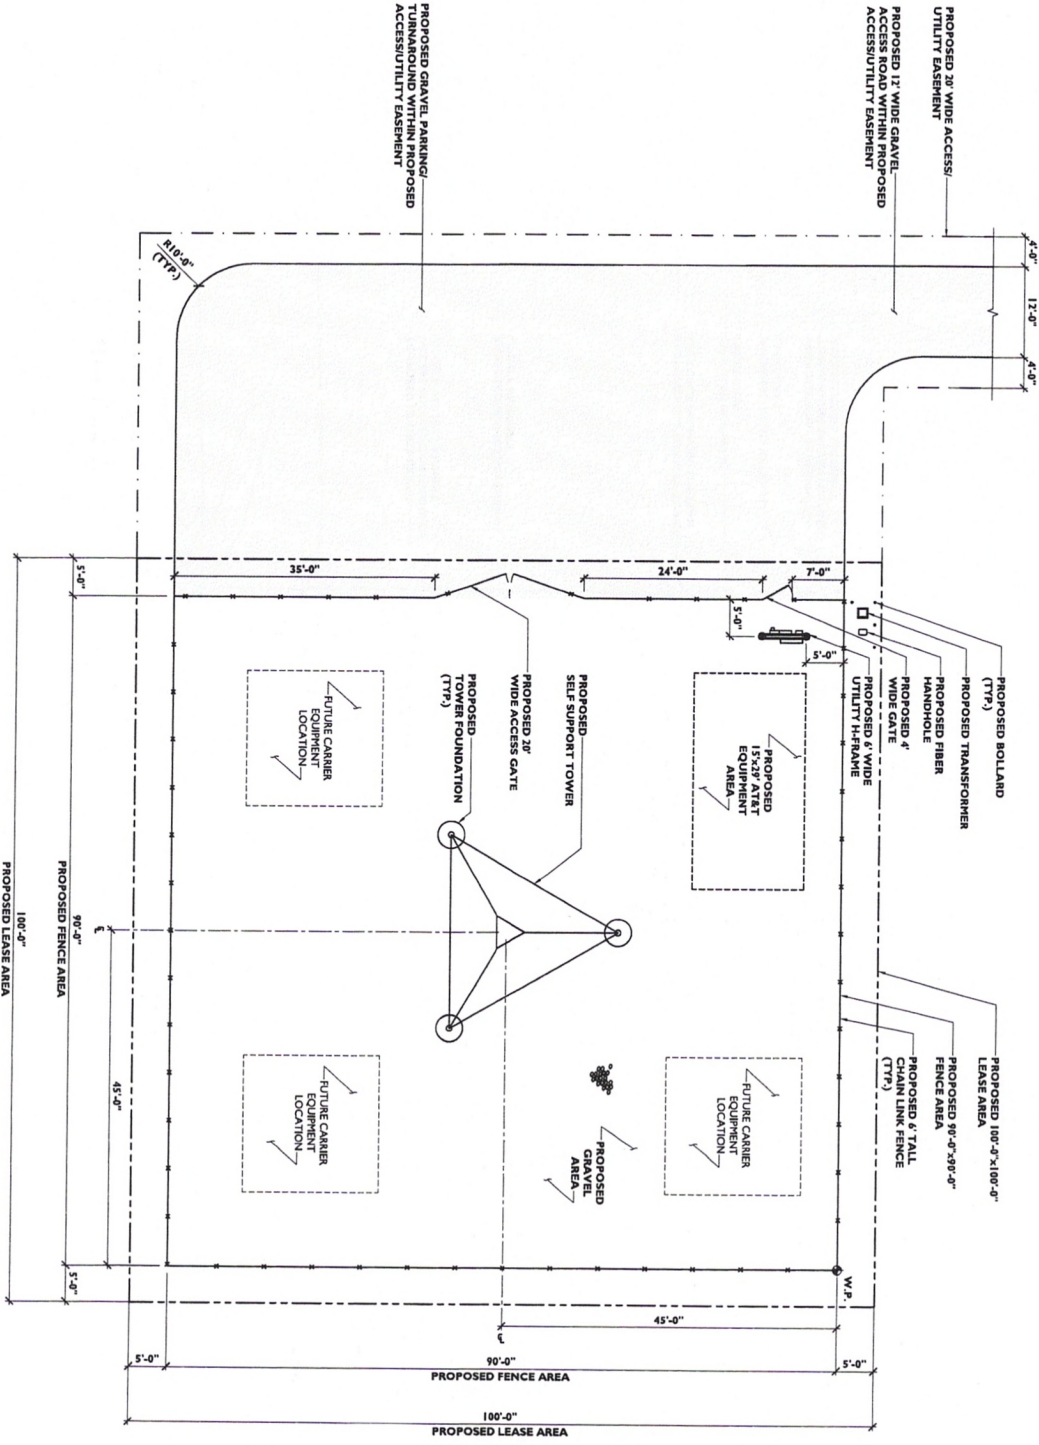 PROPOSED 20' WIDE ACCESS/
UTILITY EASEMENT
PROPOSED 12' WIDE GRAVEL
ACCESS ROAD WITHIN PROPOSED
ACCESS/UTILITY EASEMENT
PROPOSED GRAVEL PARKING/
TURNAROUND WITHIN PROPOSED
ACCESS/UTILITY EASEMENT
4'-0"
12'-0"
4'-0"
R10'-0"
(TYP.)
5'-0"
35'-0"
24'-0"
7'-0"
5'-0"
5'-0"
PROPOSED BOLLARD
(TYP.)
PROPOSED TRANSFORMER
PROPOSED FIBER
HANDHOLE
PROPOSED 4'
WIDE GATE
PROPOSED 6' WIDE
UTILITY H-FRAME
PROPOSED
15'x29' AT&T
EQUIPMENT
AREA
PROPOSED
SELF SUPPORT TOWER
PROPOSED 20'
WIDE ACCESS GATE
PROPOSED
TOWER FOUNDATION
(TYP.)
FUTURE CARRIER
EQUIPMENT
LOCATION
PROPOSED 100'-0"x100'-0"
LEASE AREA
PROPOSED 90'-0"x90'-0"
FENCE AREA
PROPOSED 6' TALL
CHAIN LINK FENCE
(TYP.)
FUTURE CARRIER
EQUIPMENT
LOCATION
PROPOSED
GRAVEL
AREA
FUTURE CARRIER
EQUIPMENT
LOCATION
W.P.
℄
45'-0"
90'-0"
PROPOSED FENCE AREA
100'-0"
PROPOSED LEASE AREA
5'-0"
℄
45'-0"
5'-0"
90'-0"
PROPOSED FENCE AREA
5'-0"
100'-0"
PROPOSED LEASE AREA